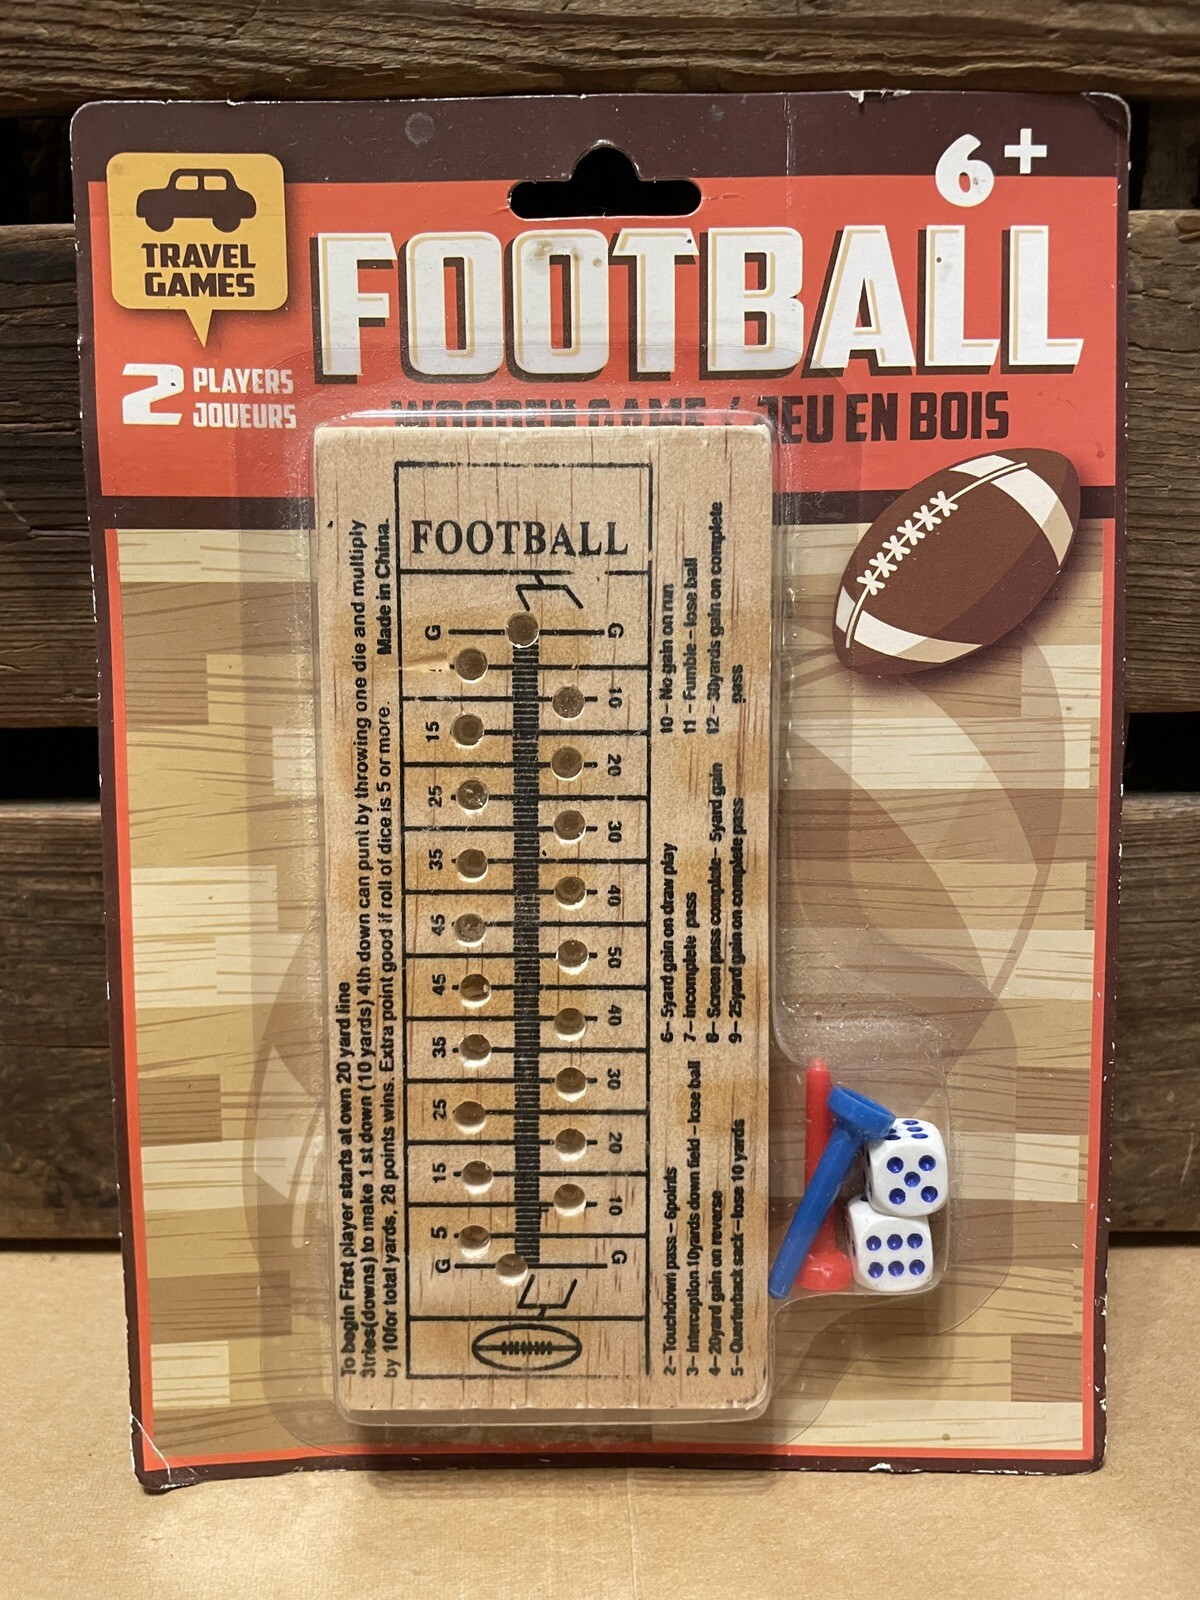 6+
TRAVEL
GAMES
FOOTBALL
2 PLAYERS
JOUEURS
WOODEN GAME / JEU EN BOIS
To begin First player starts at own 20 yard line
3tries(downs) to make 1 st down (10 yards) 4th down can punt by throwing one die and multiply
by 10for total yards, 28 points wins. Extra point good if roll of dice is 5 or more. Made in China.
FOOTBALL
G G
10
15
20
25
30
35
40
45
50
45
40
35
30
25
20
15
10
5
G G
2–Touchdown pass–6points
3–Interception 10yards down field–lose ball
4–20yard gain on reverse
5–Querterback sack–lose 10 yards
6–5yard gain on draw play
7–incomplete pass
8–Screen pass complete–5yard gain
9–25yard gain on complete pass
10–No gain on run
11–Fumble–lose ball
12–30yards gain on complete
pass